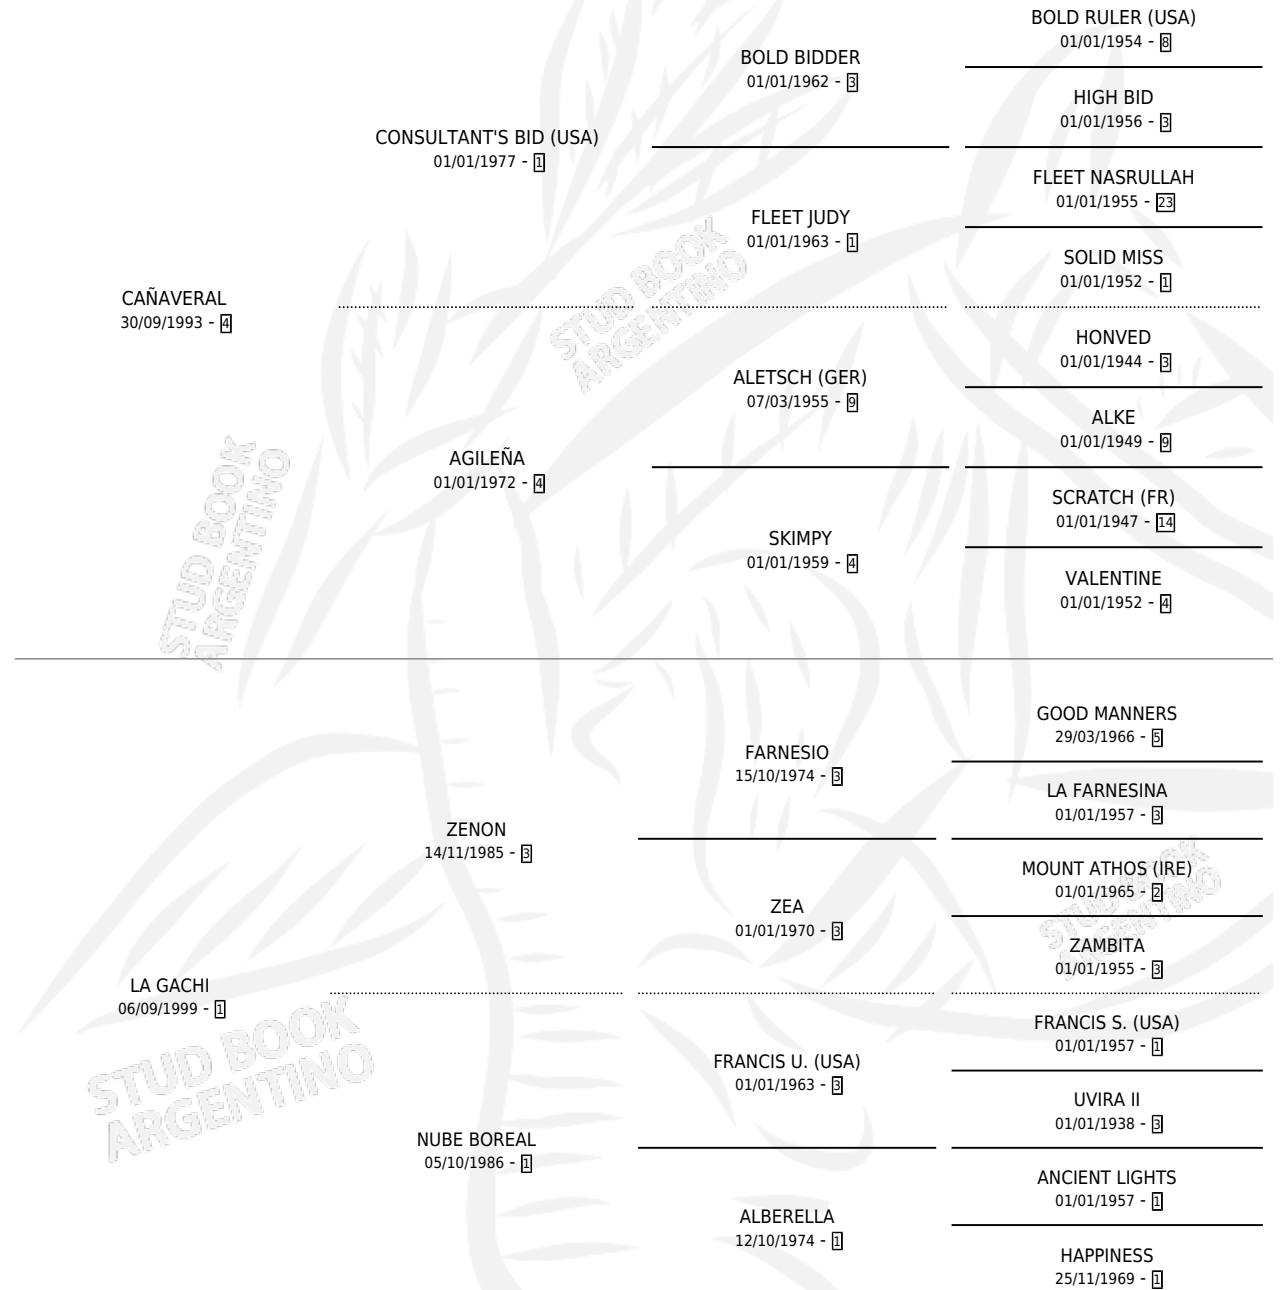 BOLD RULER (USA)
01/01/1954 - 8
BOLD BIDDER
01/01/1962 - 3
HIGH BID
01/01/1956 - 3
CONSULTANT'S BID (USA)
01/01/1977 - 1
FLEET NASRULLAH
01/01/1955 - 23
FLEET JUDY
01/01/1963 - 1
SOLID MISS
01/01/1952 - 1
CAÑAVERAL
30/09/1993 - 4
STUD BOOK
ARGENTINO
HONVED
01/01/1944 - 3
ALETSCH (GER)
07/03/1955 - 9
ALKE
01/01/1949 - 9
AGILEÑA
01/01/1972 - 4
SCRATCH (FR)
01/01/1947 - 14
SKIMPY
01/01/1959 - 4
VALENTINE
01/01/1952 - 4
STUD BOOK
ARGENTINO
GOOD MANNERS
29/03/1966 - 5
FARNESIO
15/10/1974 - 3
LA FARNESINA
01/01/1957 - 3
ZENON
14/11/1985 - 3
MOUNT ATHOS (IRE)
01/01/1965 - 2
ZEA
01/01/1970 - 3
STUD BOOK
ARGENTINO
ZAMBITA
01/01/1955 - 3
LA GACHI
06/09/1999 - 1
FRANCIS S. (USA)
01/01/1957 - 1
FRANCIS U. (USA)
01/01/1963 - 3
STUD BOOK
ARGENTINO
UVIRA II
01/01/1938 - 3
NUBE BOREAL
05/10/1986 - 1
ANCIENT LIGHTS
01/01/1957 - 1
ALBERELLA
12/10/1974 - 1
HAPPINESS
25/11/1969 - 1